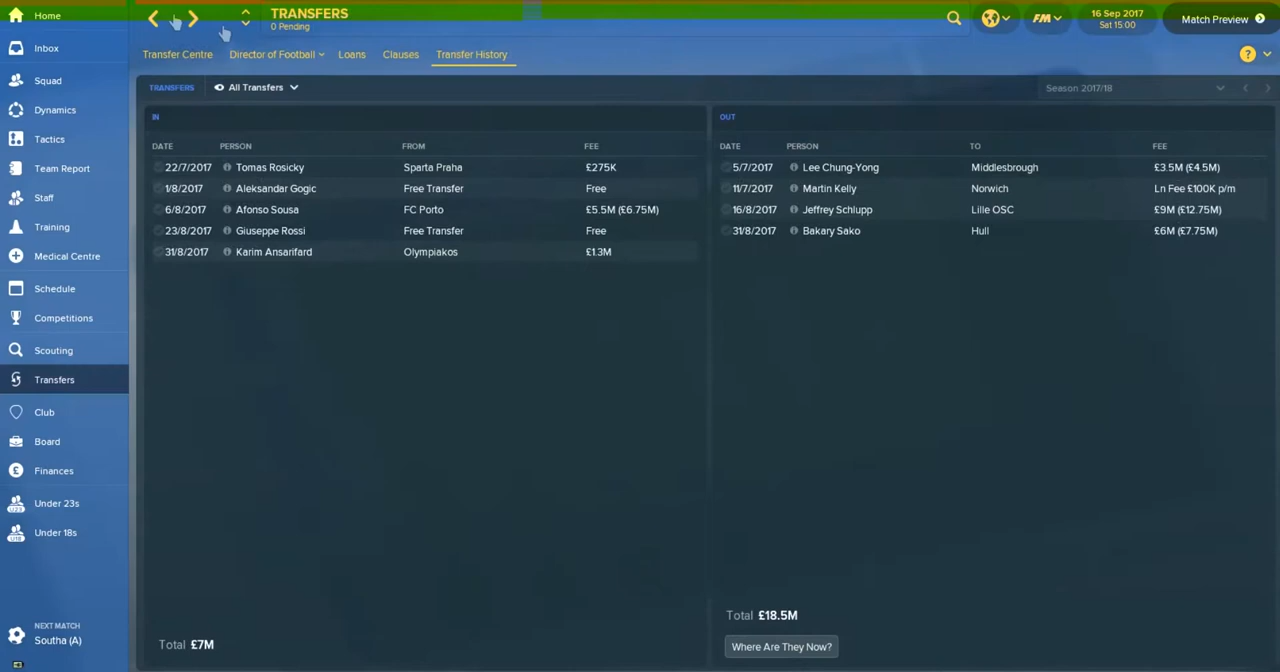 Home
Inbox
Squad
Dynamics
Tactics
Team Report
Staff
Training
Medical Centre
Schedule
Competitions
Scouting
Transfers
Club
Board
Finances
Under 23s
Under 18s
NEXT MATCH
Southa (A)
TRANSFERS
0 Pending
FM
16 Sep 2017
Sat 15:00
Match Preview
Transfer Centre Director of Football Loans Clauses Transfer History
?
TRANSFERS All Transfers
Season 2017/18
IN
DATE PERSON FROM FEE
22/7/2017 Tomas Rosicky Sparta Praha £275K
1/8/2017 Aleksandar Gogic Free Transfer Free
6/8/2017 Afonso Sousa FC Porto £5.5M (£6.75M)
23/8/2017 Giuseppe Rossi Free Transfer Free
31/8/2017 Karim Ansarifard Olympiakos £1.3M
Total £7M
OUT
DATE PERSON TO FEE
5/7/2017 Lee Chung-Yong Middlesbrough £3.5M (£4.5M)
11/7/2017 Martin Kelly Norwich Ln Fee £100K p/m
16/8/2017 Jeffrey Schlupp Lille OSC £9M (£12.75M)
31/8/2017 Bakary Sako Hull £6M (£7.75M)
Total £18.5M
Where Are They Now?